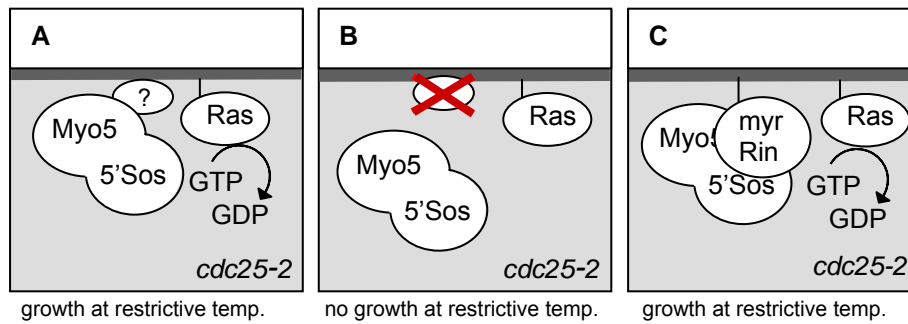 A
?
Myo5
Ras
5'Sos
GTP
GDP
cdc25-2
growth at restrictive temp.
B
Ras
Myo5
5'Sos
cdc25-2
no growth at restrictive temp.
C
myr
Rin
Myo5
Ras
5'Sos
GTP
GDP
cdc25-2
growth at restrictive temp.